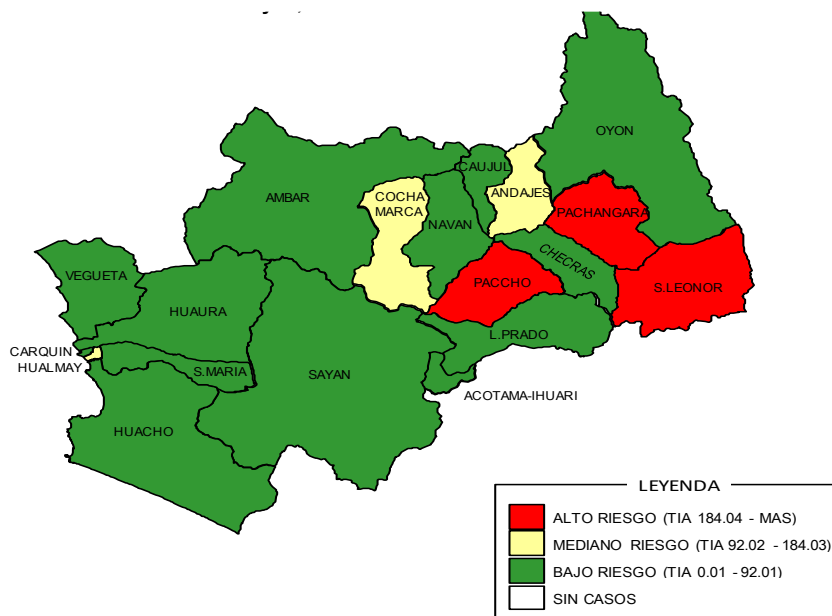 OYON
CAUJUL
AMBAR
COCHA
MARCA
ANDAJES
NAVAN
PACHANGARA
CHECRAS
VEGUETA
PACCHO
S.LEONOR
HUAURA
L.PRADO
CARQUIN
HUALMAY
S.MARIA
SAYAN
ACOTAMA-IHUARI
HUACHO
LEYENDA
ALTO RIESGO (TIA 184.04 - MAS)
MEDIANO RIESGO (TIA 92.02 - 184.03)
BAJO RIESGO (TIA 0.01 - 92.01)
SIN CASOS